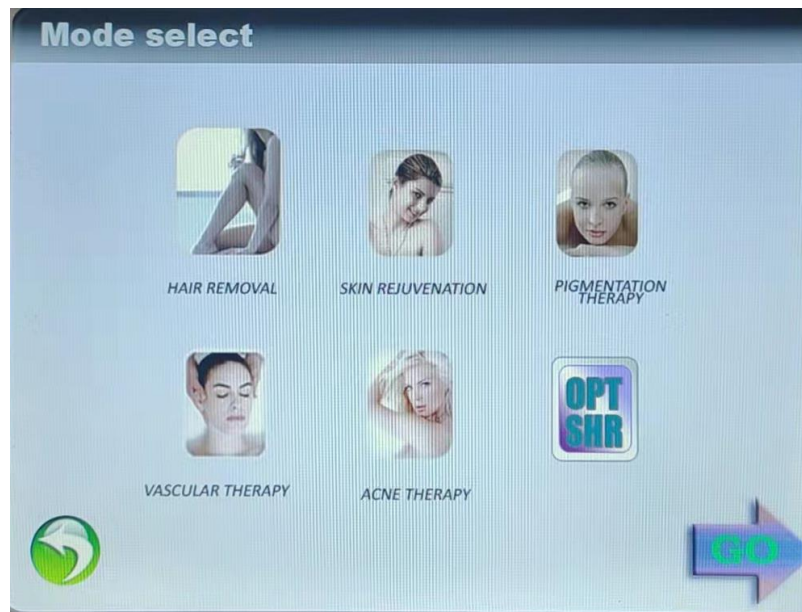 Mode select
HAIR REMOVAL
SKIN REJUVENATION
PIGMENTATION
THERAPY
VASCULAR THERAPY
ACNE THERAPY
OPT
SHR
GO